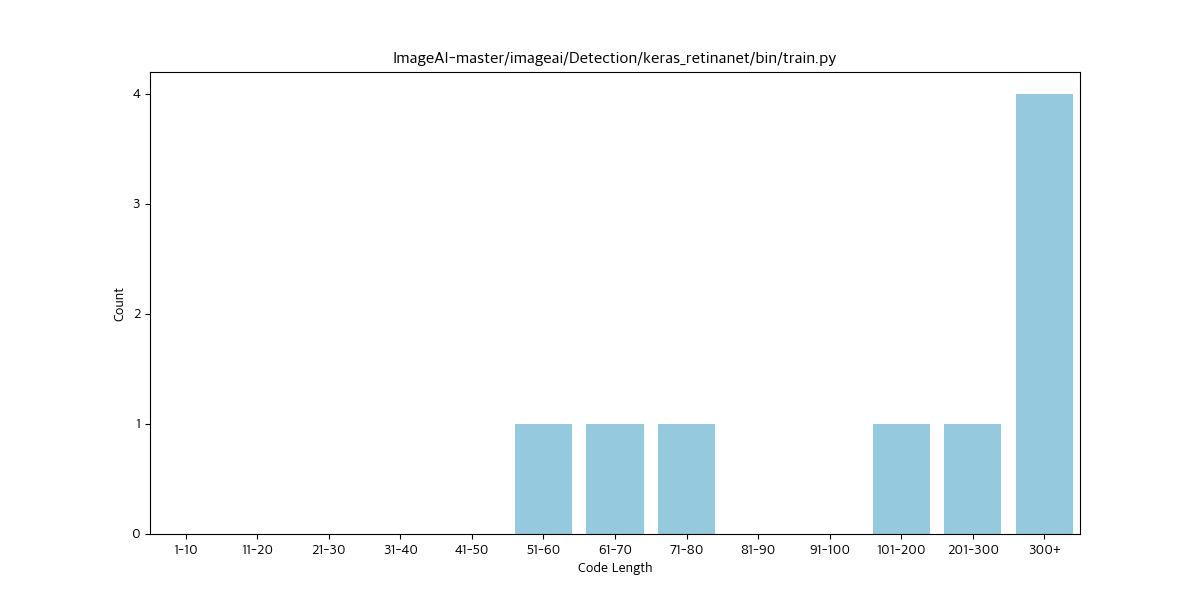 ImageAI-master/imageai/Detection/keras_retinanet/bin/train.py
4
3
2
1
0
Count
1-10 11-20 21-30 31-40 41-50 51-60 61-70 71-80 81-90 91-100 101-200 201-300 300+
Code Length